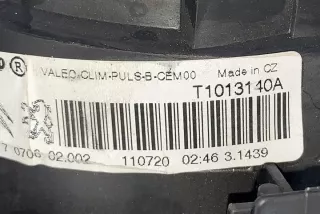 VALEO CLIM-PULS-B-CEM00 Made in CZ
T1013140A
0706 02.002 110720 02:46 3.1439